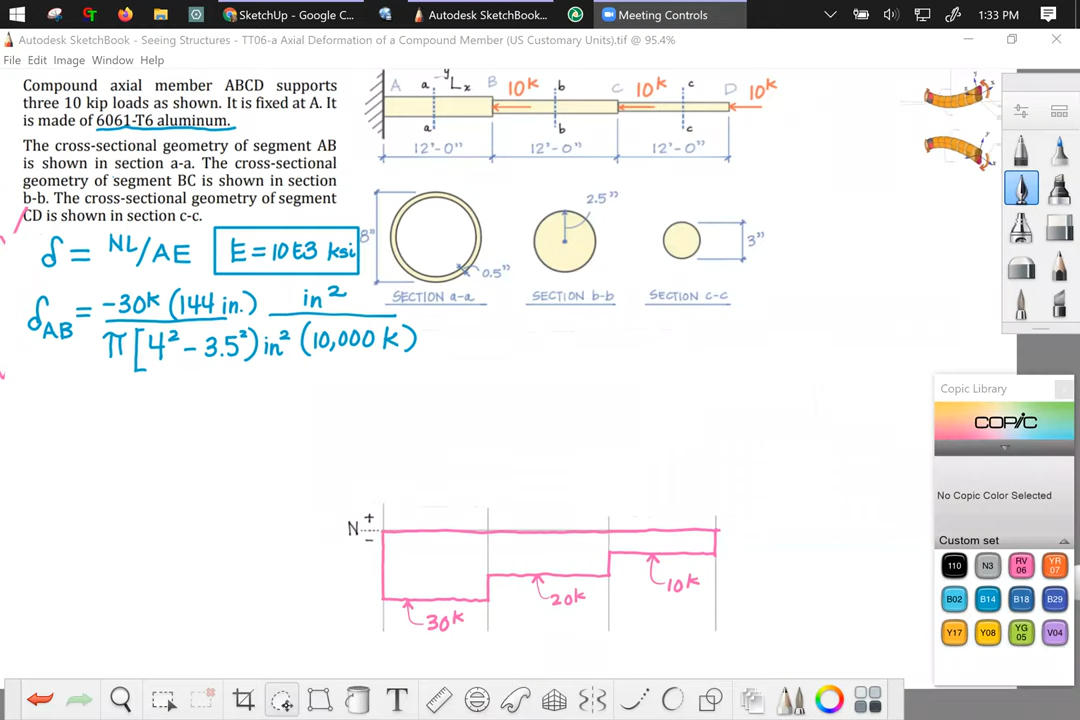 SketchUp - Google C...
Autodesk SketchBook...
Meeting Controls
1:33 PM
Autodesk SketchBook - Seeing Structures - TT06-a Axial Deformation of a Compound Member (US Customary Units).tif @ 95.4%
File Edit Image Window Help
Compound axial member ABCD supports
three 10 kip loads as shown. It is fixed at A. It
is made of 6061-T6 aluminum.
The cross-sectional geometry of segment AB
is shown in section a-a. The cross-sectional
geometry of segment BC is shown in section
b-b. The cross-sectional geometry of segment
CD is shown in section c-c.
A a y x B 10k b C 10k c D 10k
a b c
12'-0" 12'-0" 12'-0"
8" 0.5" 2.5" 3"
SECTION a-a SECTION b-b SECTION c-c
δ = NL/AE E = 10E3 ksi
δAB = -30k (144 in.) in²
π[4² - 3.5²) in² (10,000 k)
N + -
30k 20k 10k
Copic Library
COPIC
No Copic Color Selected
Custom set
110 N3 RV06 YR07
B02 B14 B18 B29
Y17 Y08 YG05 V04
T